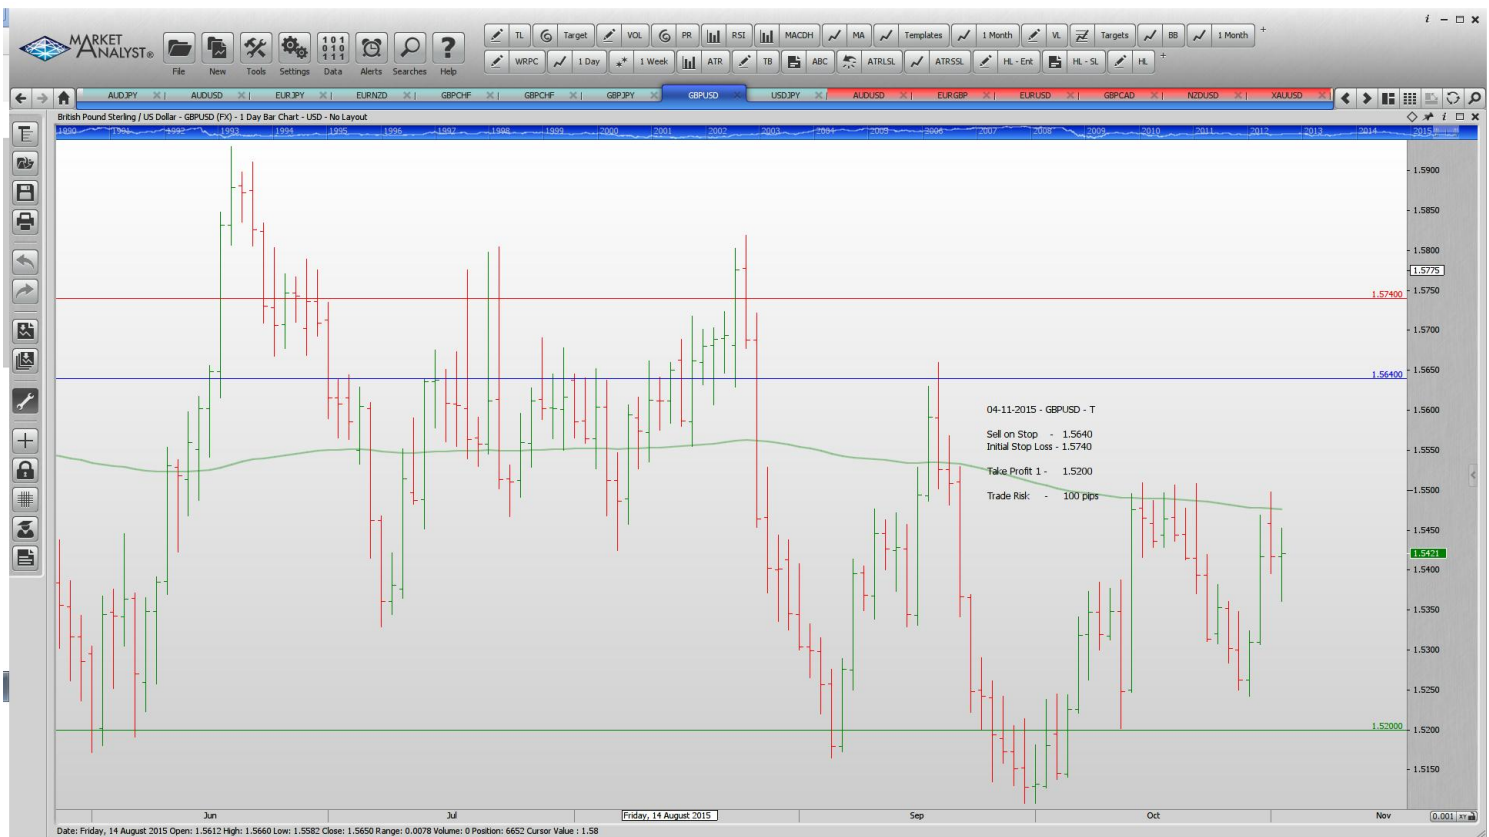 i
MARKET
ANALYST®
File New Tools Settings Data Alerts Searches Help
TL Target VOL PR RSI MACDH MA Templates 1 Month VL Targets BB 1 Month +
WRPC 1 Day 1 Week ATR TB ABC ATRLSL ATRSSL HL - Ent HL - SL HL +
AUDJPY AUDUSD EURJPY EURNZD GBPCHF GBPCHF GBPJPY GBPUSD USDJPY AUDUSD EURGBP EURUSD GBPCAD NZDUSD XAUUSD
British Pound Sterling / US Dollar - GBPUSD (FX) - 1 Day Bar Chart - USD - No Layout
1990 1991 1992 1993 1994 1995 1996 1997 1998 1999 2000 2001 2002 2003 2004 2005 2006 2007 2008 2009 2010 2011 2012 2013 2014 2015
1.5900
1.5850
1.5800
1.5775
1.5750
1.57400
1.5700
1.5650
1.56400
1.5600
1.5550
1.5500
1.5450
1.5421
1.5400
1.5350
1.5300
1.5250
1.52000
1.5200
1.5150
04-11-2015 - GBPUSD - T
Sell on Stop - 1.5640
Initial Stop Loss - 1.5740
Take Profit 1 - 1.5200
Trade Risk - 100 pips
Jun Jul Friday, 14 August 2015 Sep Oct Nov 0.001 XY
Date: Friday, 14 August 2015 Open: 1.5612 High: 1.5660 Low: 1.5582 Close: 1.5650 Range: 0.0078 Volume: 0 Position: 6652 Cursor Value : 1.58